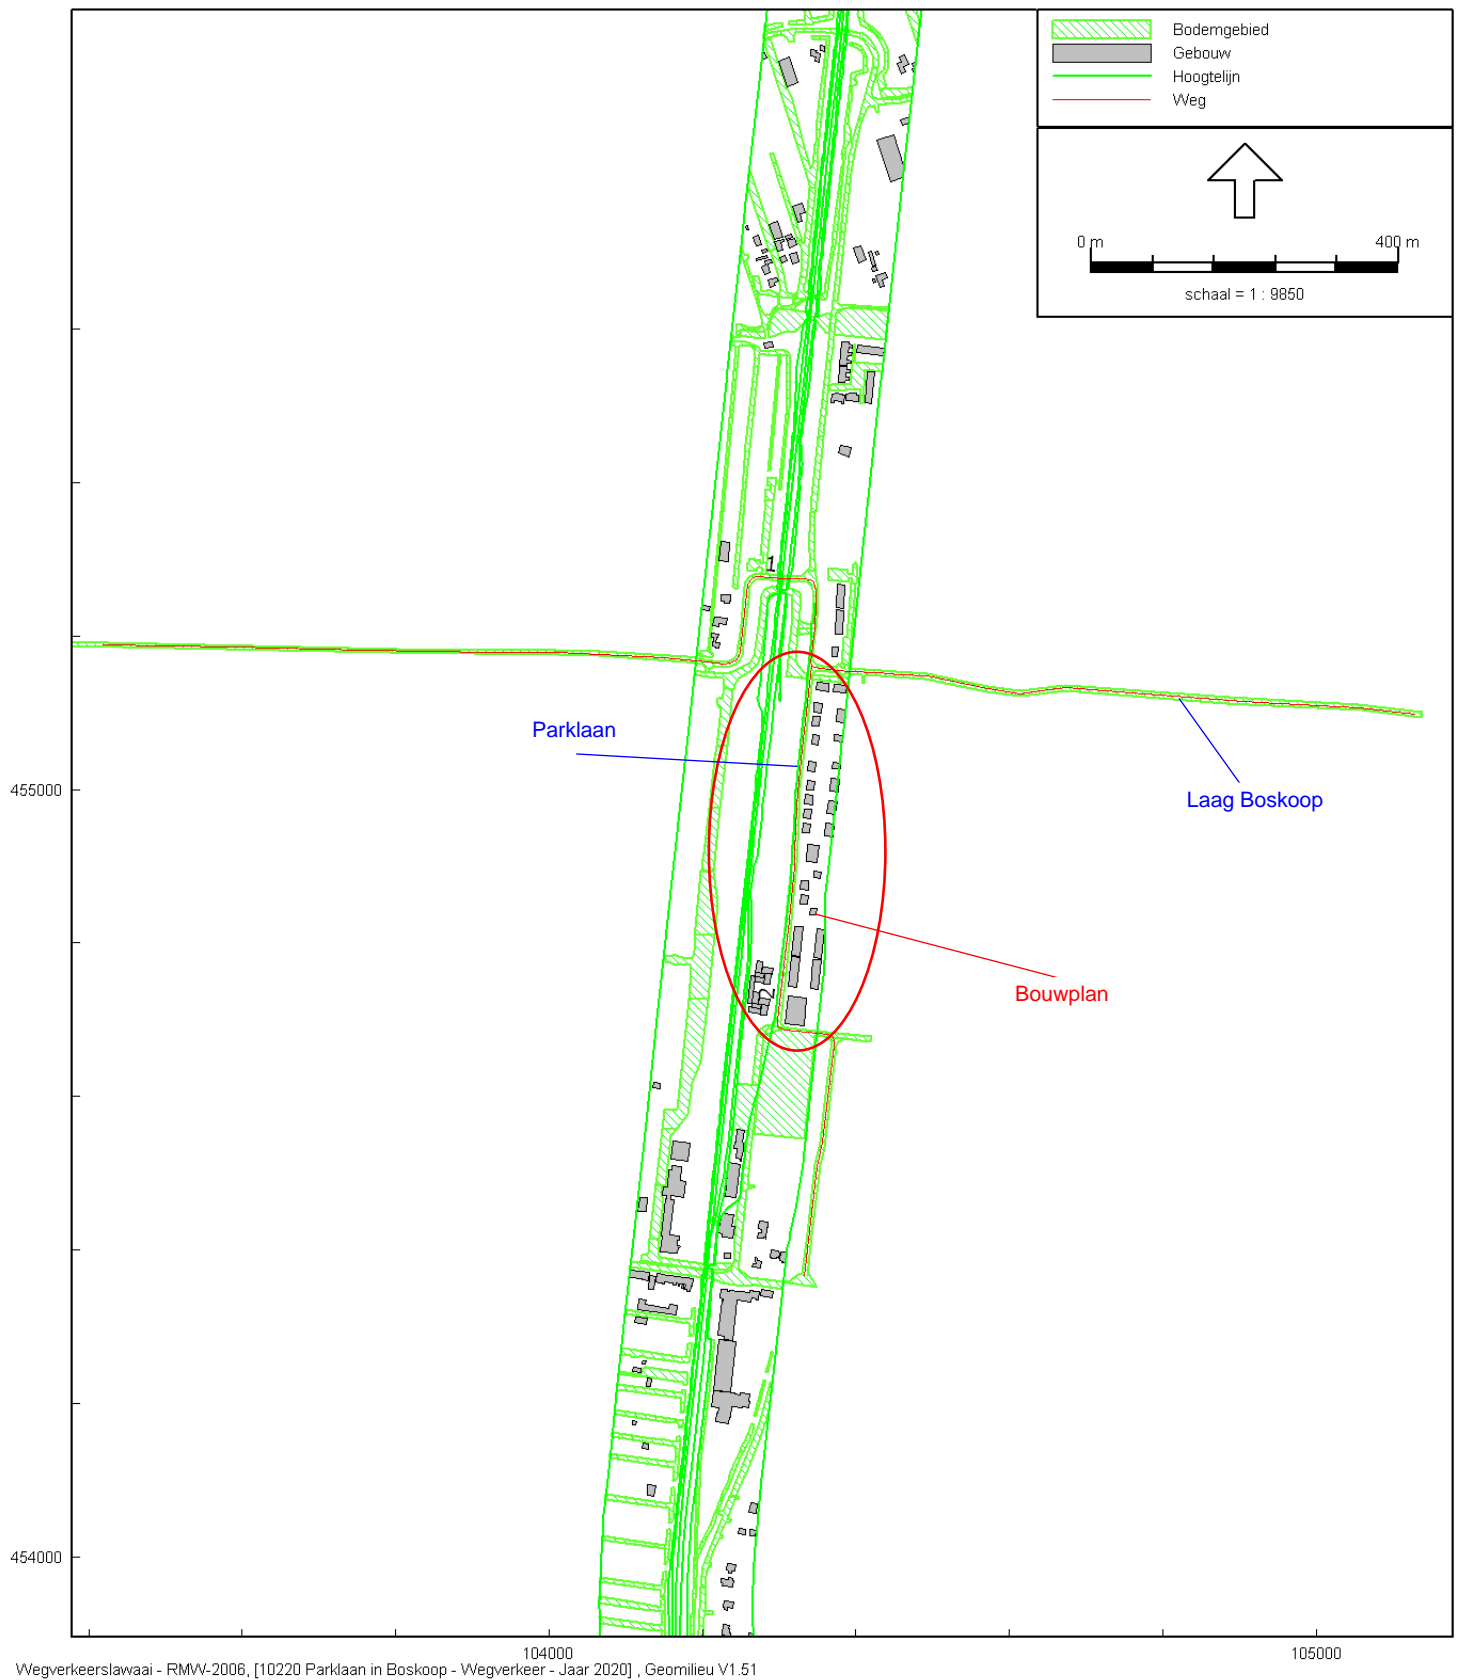 Bodemgebied
Gebouw
Hoogtelijn
Weg
0 m 400 m
schaal = 1 : 9850
1
Parklaan
455000
Laag Boskoop
2
Bouwplan
454000
104000 105000
Wegverkeerslawaai - RMW-2006, [10220 Parklaan in Boskoop - Wegverkeer - Jaar 2020] , Geomilieu V1.51